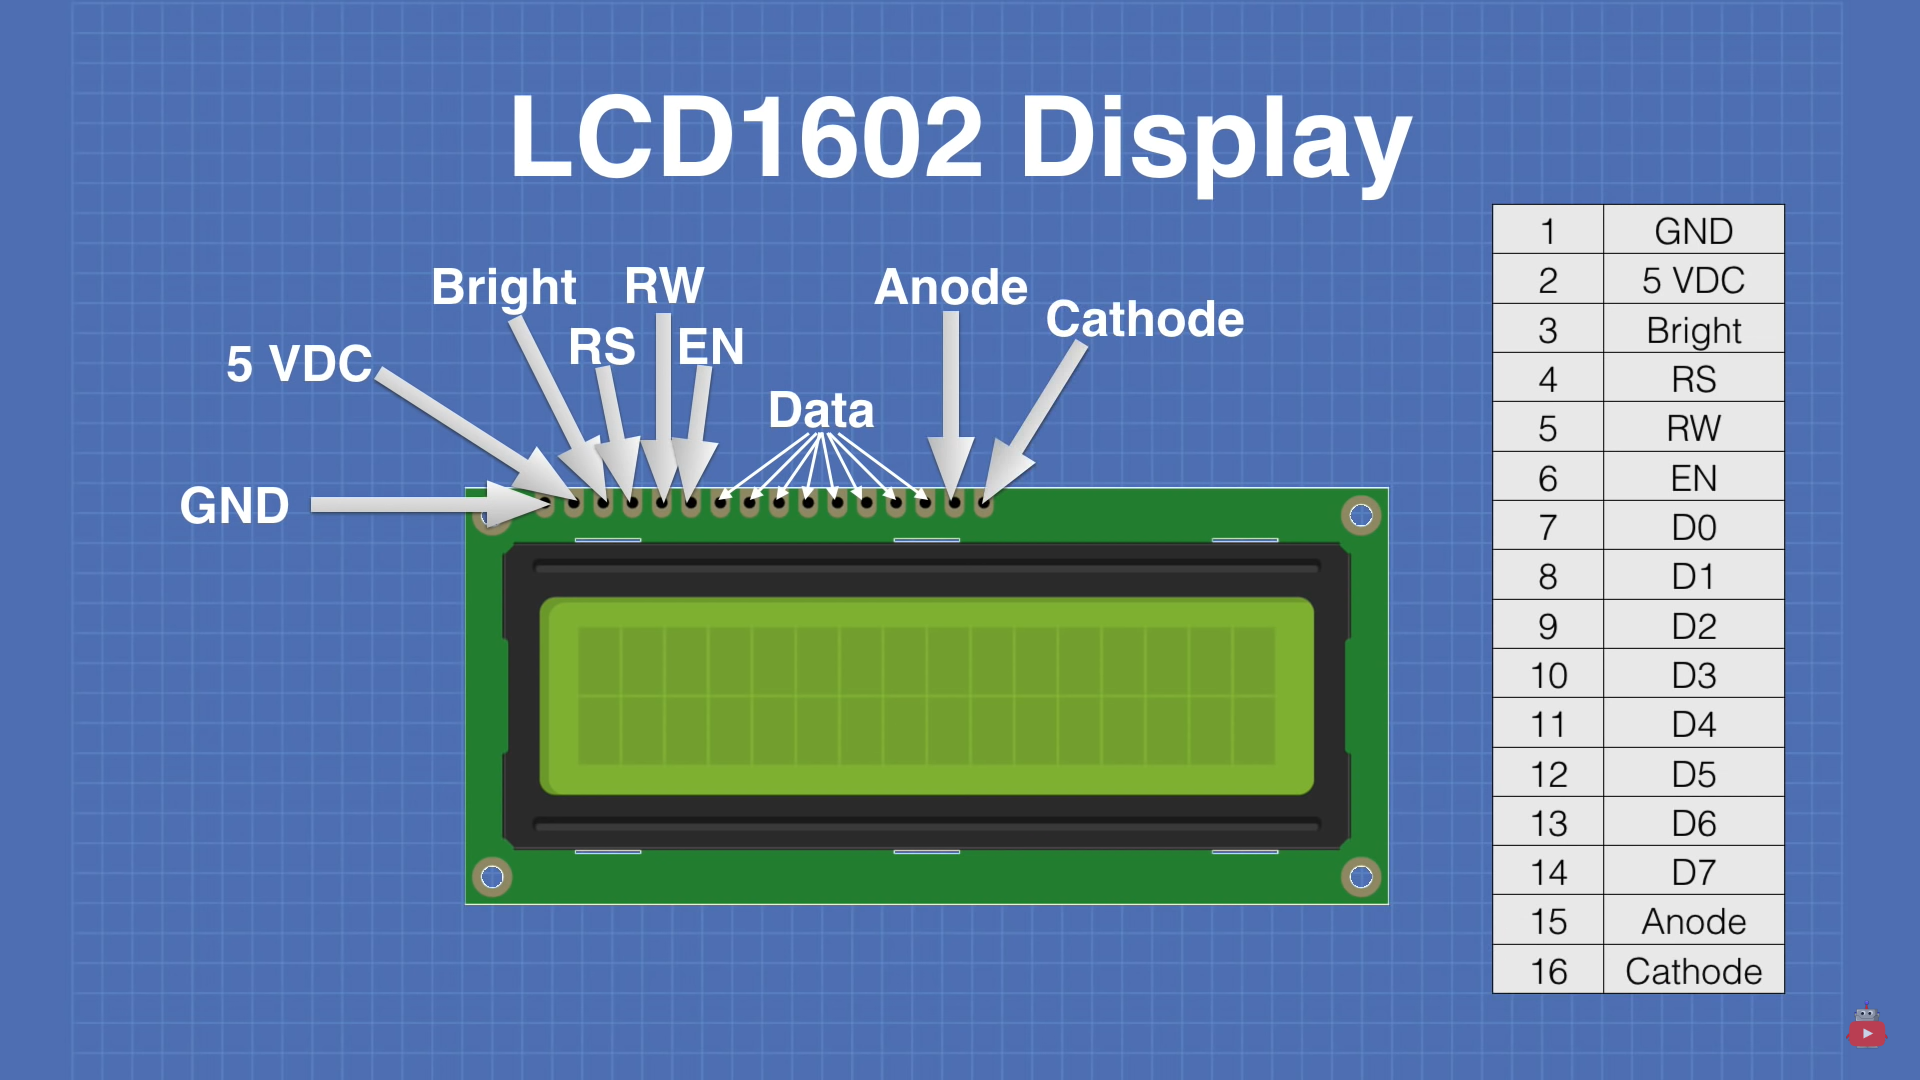 LCD1602 Display
Bright
RW
Anode
Cathode
RS
EN
5 VDC
Data
GND
1 GND
2 5 VDC
3 Bright
4 RS
5 RW
6 EN
7 D0
8 D1
9 D2
10 D3
11 D4
12 D5
13 D6
14 D7
15 Anode
16 Cathode